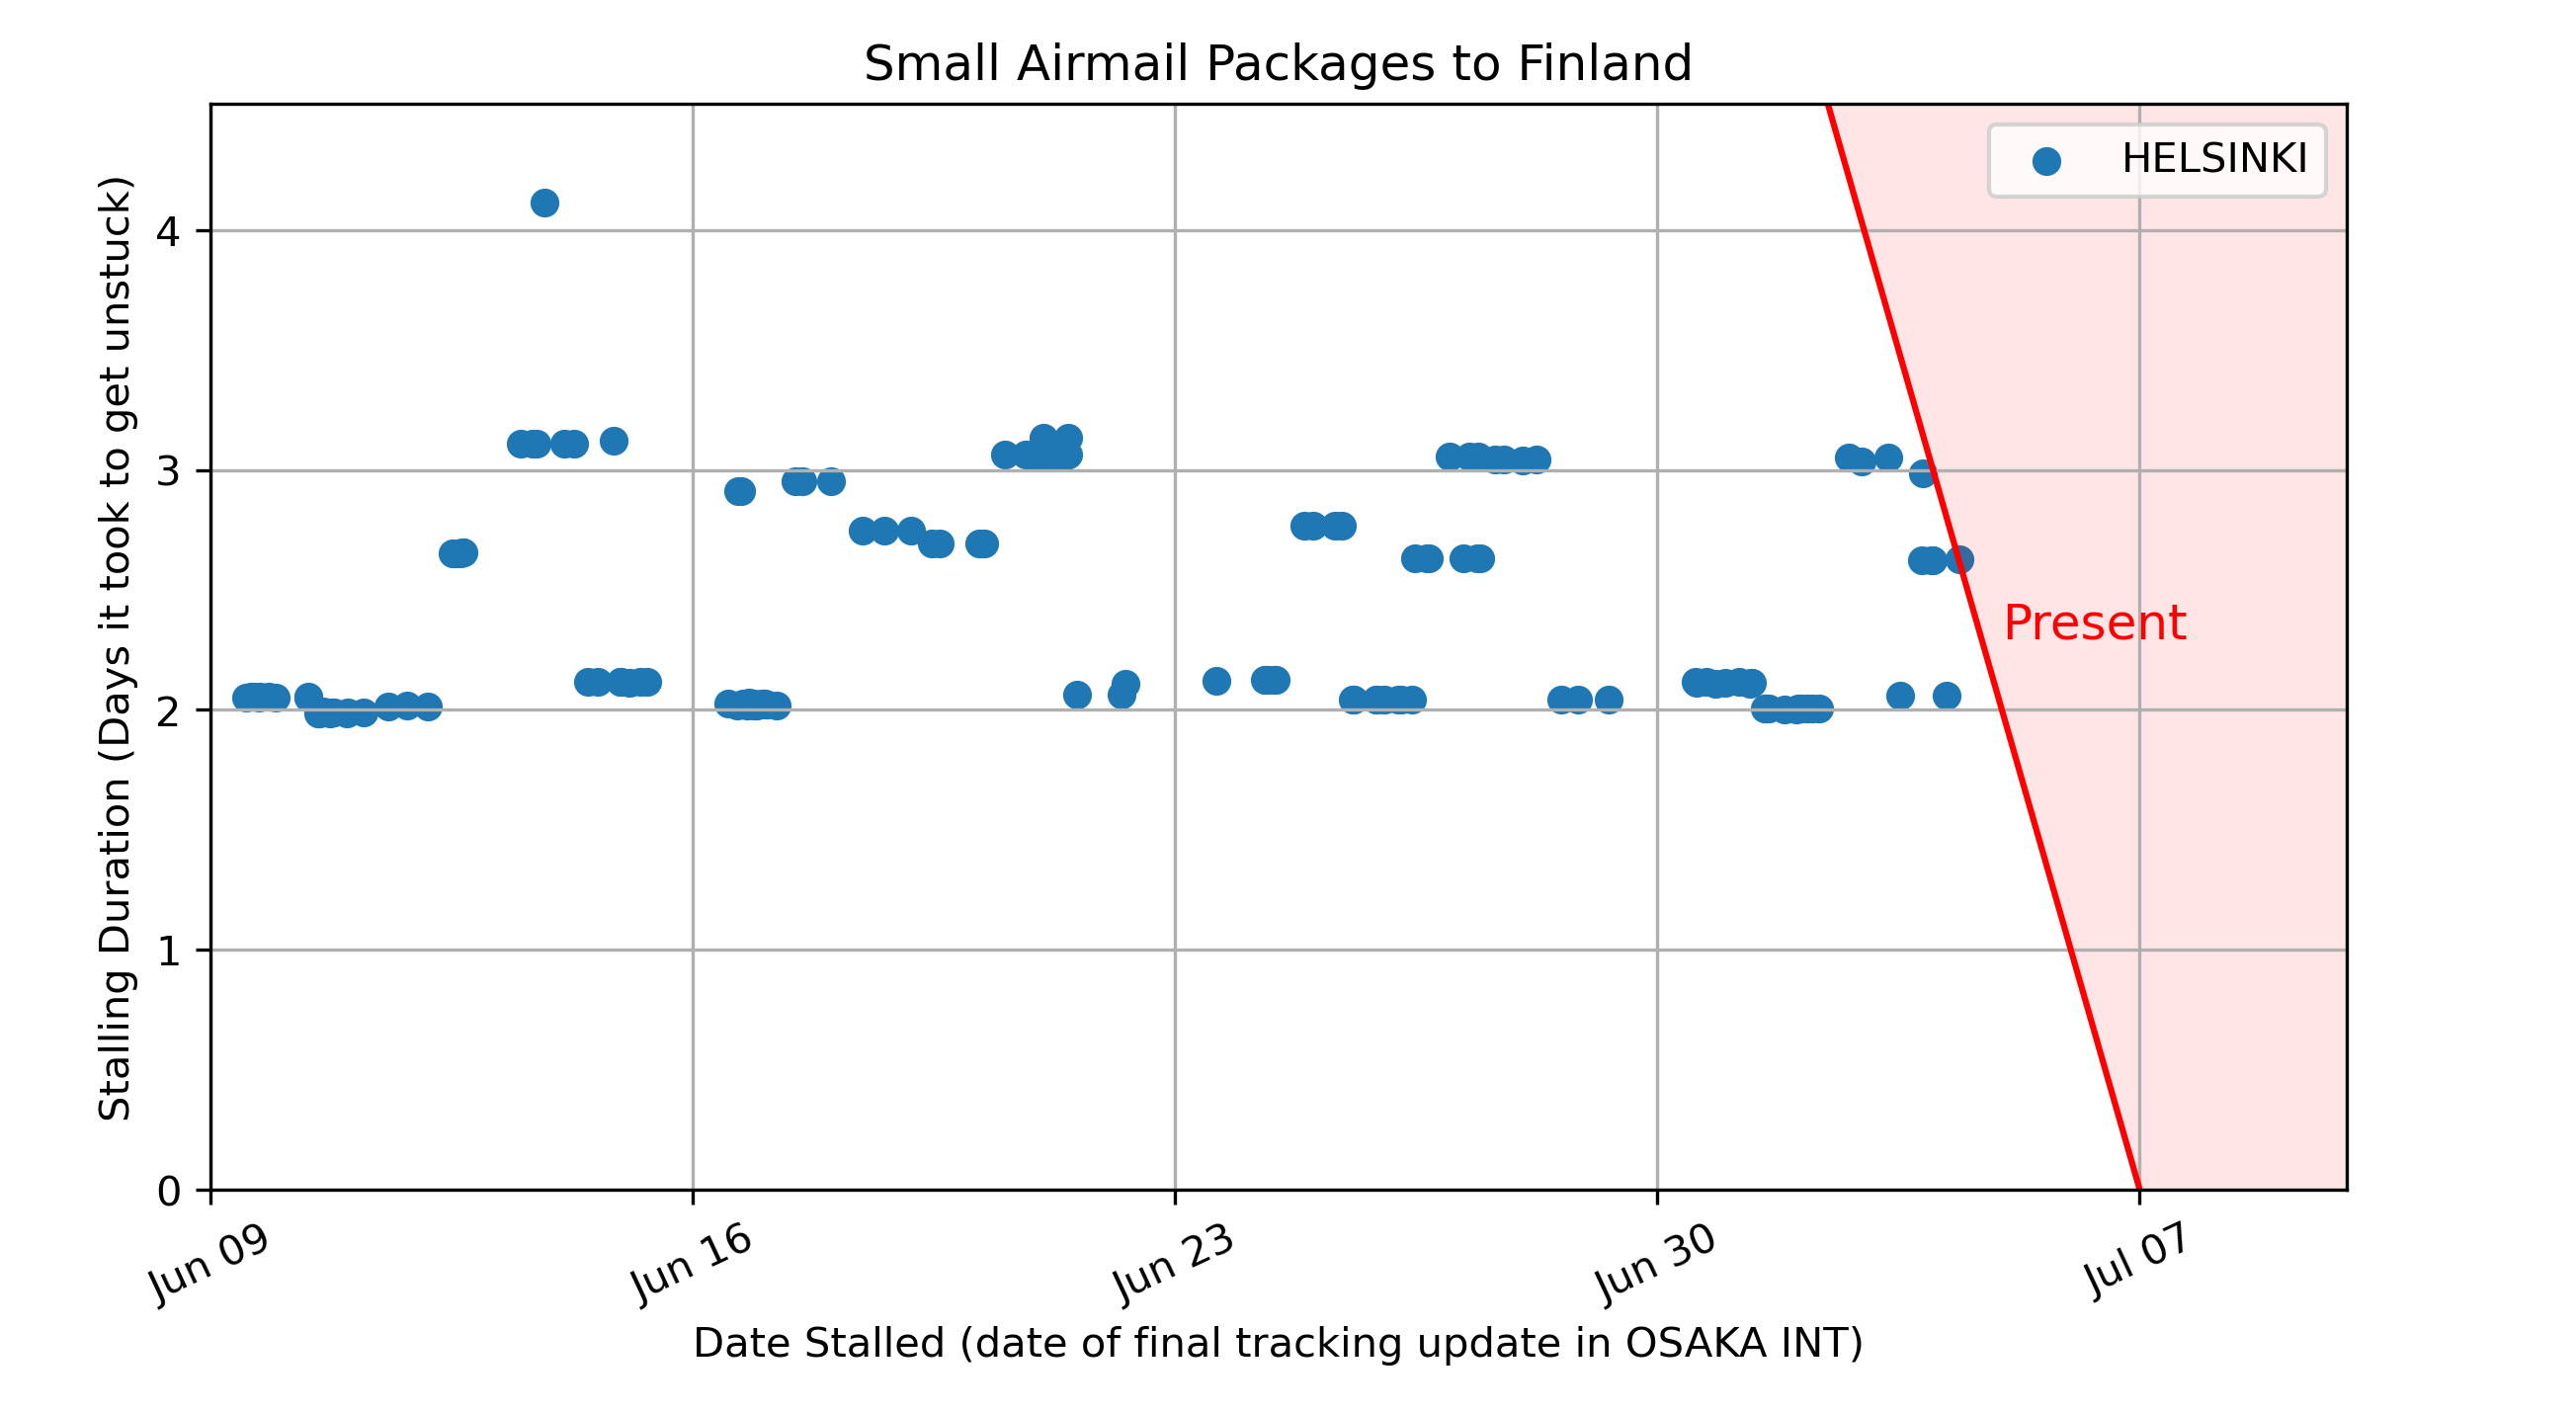 Small Airmail Packages to Finland
HELSINKI
Stalling Duration (Days it took to get unstuck)
4
3
2
1
0
Present
Jun 09
Jun 16
Jun 23
Jun 30
Jul 07
Date Stalled (date of final tracking update in OSAKA INT)